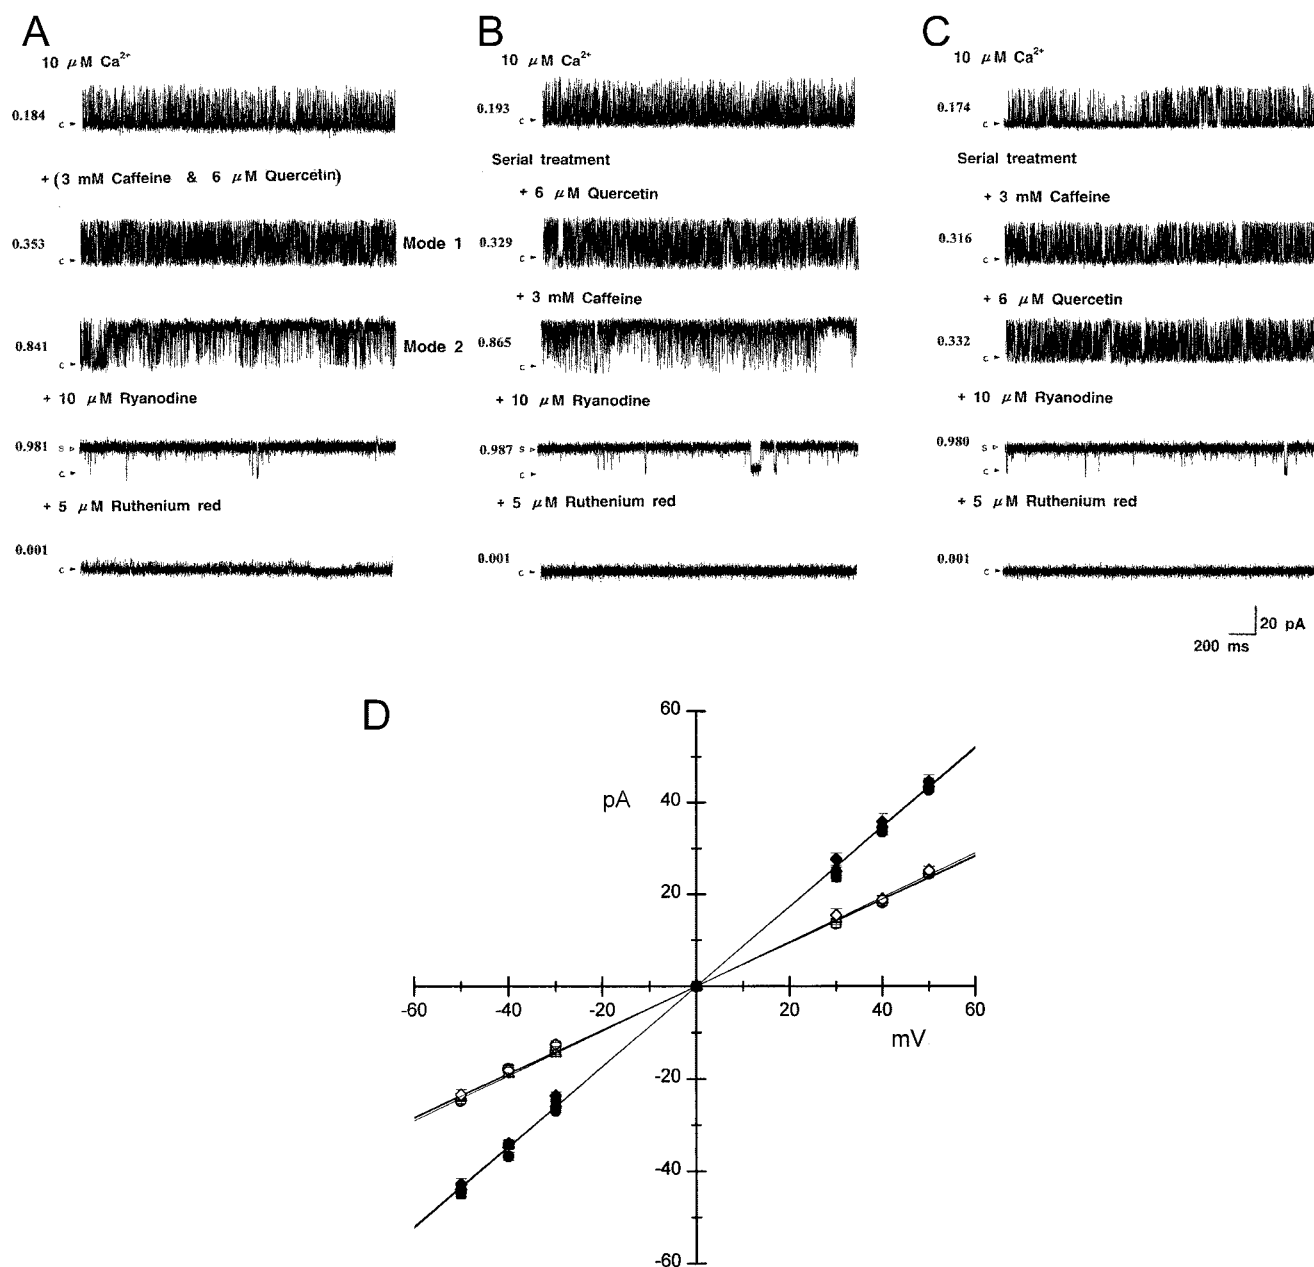 A
10 μM Ca²⁺
0.184
c
+ (3 mM Caffeine & 6 μM Quercetin)
0.353
c
Mode 1
0.841
c
Mode 2
+ 10 μM Ryanodine
0.981
s
c
+ 5 μM Ruthenium red
0.001
c
B
10 μM Ca²⁺
0.193
c
Serial treatment
+ 6 μM Quercetin
0.329
c
+ 3 mM Caffeine
0.865
c
+ 10 μM Ryanodine
0.987
s
c
+ 5 μM Ruthenium red
0.001
c
C
10 μM Ca²⁺
0.174
c
Serial treatment
+ 3 mM Caffeine
0.316
c
+ 6 μM Quercetin
0.332
c
+ 10 μM Ryanodine
0.980
s
c
+ 5 μM Ruthenium red
0.001
c
20 pA
200 ms
D
60
pA
40
20
-60 -40 -20 20 40 60
mV
-20
-40
-60